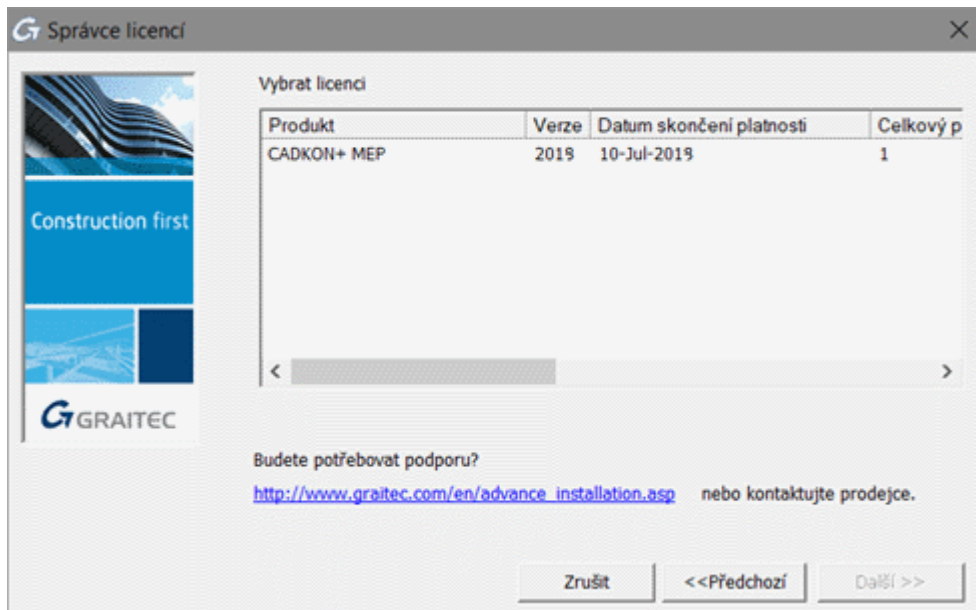 Správce licencí
Vybrat licenci
Produkt Verze Datum skončení platnosti Celkový p
CADKON+ MEP 2019 10-Jul-2019 1
Construction first
GRAITEC
Budete potřebovat podporu?
http://www.graitec.com/en/advance_installation.asp nebo kontaktujte prodejce.
Zrušit <<Předchozí Další >>